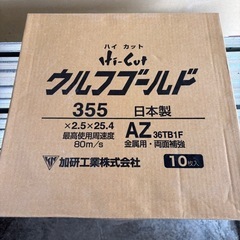 ハイ カット
Hi-Cut
ウルフゴールド
355 日本製
×2.5×25.4
最高使用周速度
80m/s
AZ36TB1F
金属用・両面補強
加研工業株式会社
10枚入